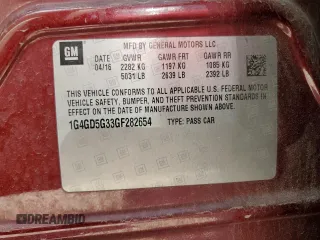 MFD BY GENERAL MOTORS LLC
GM
04/16
GVWR GAWR FRT GAWR RR
2282 KG 1197 KG 1085 KG
5031 LB 2639 LB 2392 LB
THIS VEHICLE CONFORMS TO ALL APPLICABLE U.S. FEDERAL MOTOR
VEHICLE SAFETY, BUMPER, AND THEFT PREVENTION STANDARDS IN
EFFECT ON THE DATE OF MANUFACTURE SHOWN ABOVE.
1G4GD5G33GF282654 TYPE: PASS CAR
DREAMBID